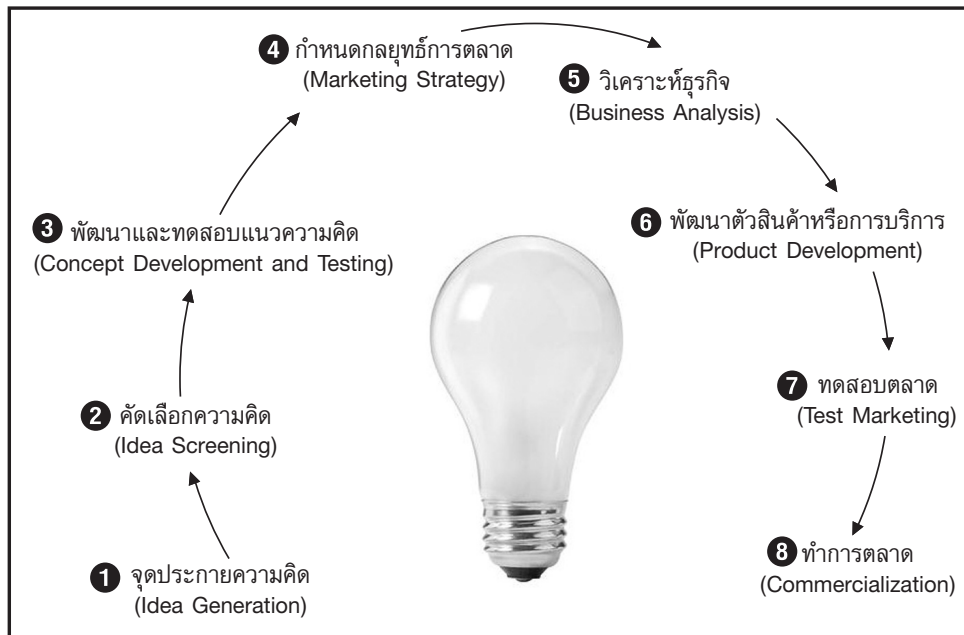 1 จุดประกายความคิด
(Idea Generation)
2 คัดเลือกความคิด
(Idea Screening)
3 พัฒนาและทดสอบแนวความคิด
(Concept Development and Testing)
4 กำหนดกลยุทธ์การตลาด
(Marketing Strategy)
5 วิเคราะห์ธุรกิจ
(Business Analysis)
6 พัฒนาตัวสินค้าหรือการบริการ
(Product Development)
7 ทดสอบตลาด
(Test Marketing)
8 ทำการตลาด
(Commercialization)